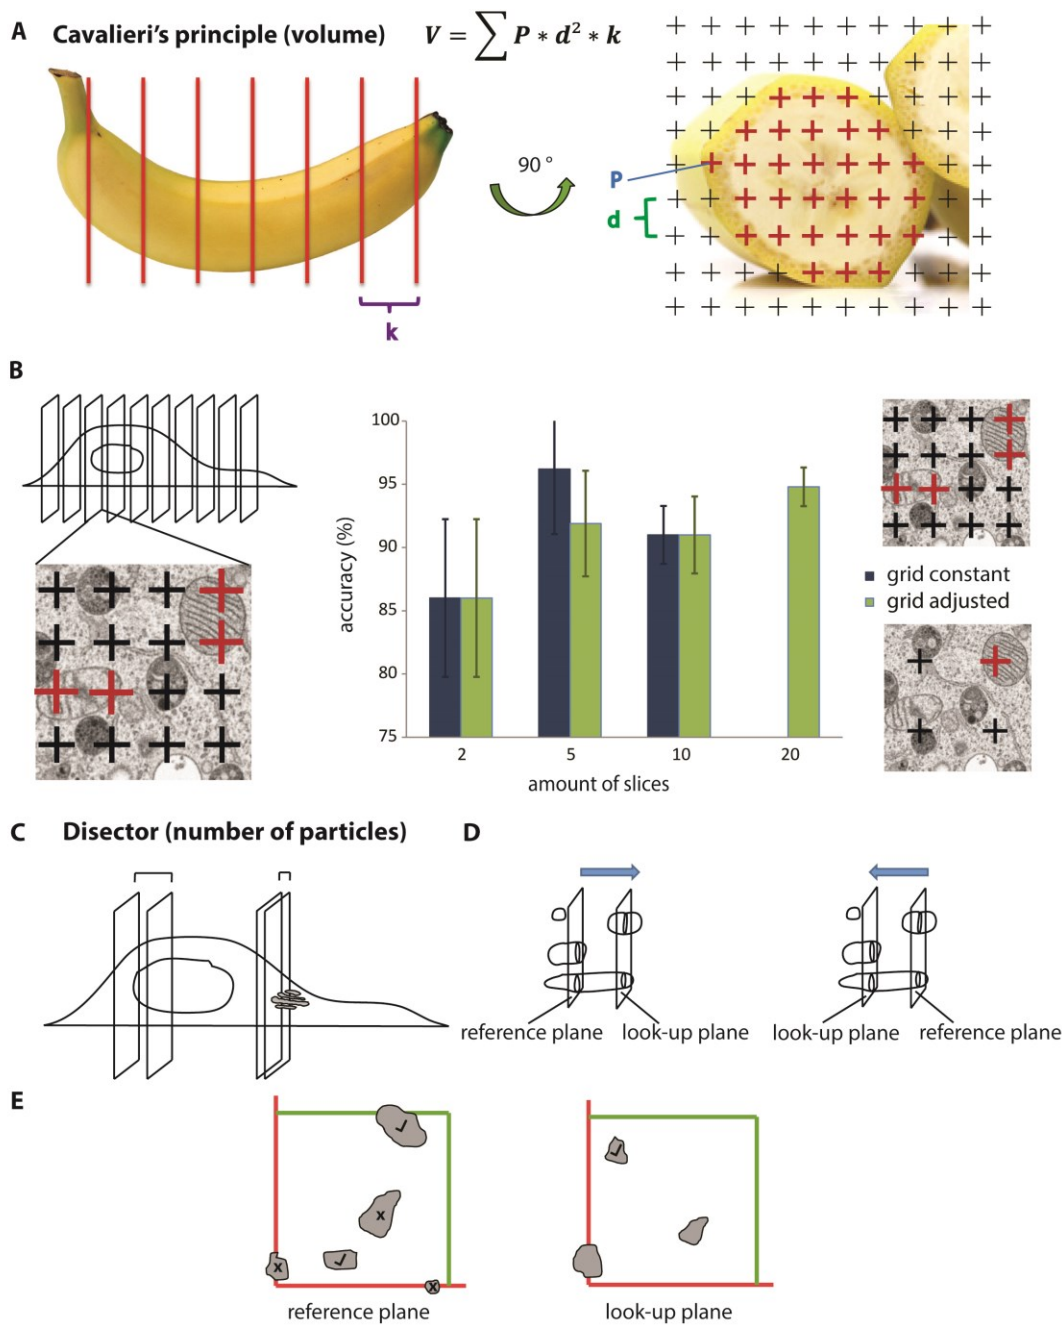 A Cavalieri's principle (volume) V = ∑ P ∗ d² ∗ k
90 °
P
d
k
B
accuracy (%)
100
95
90
85
80
75
2 5 10 20
amount of slices
grid constant
grid adjusted
C Disector (number of particles) D
reference plane look-up plane look-up plane reference plane
E
x
x
x
reference plane look-up plane